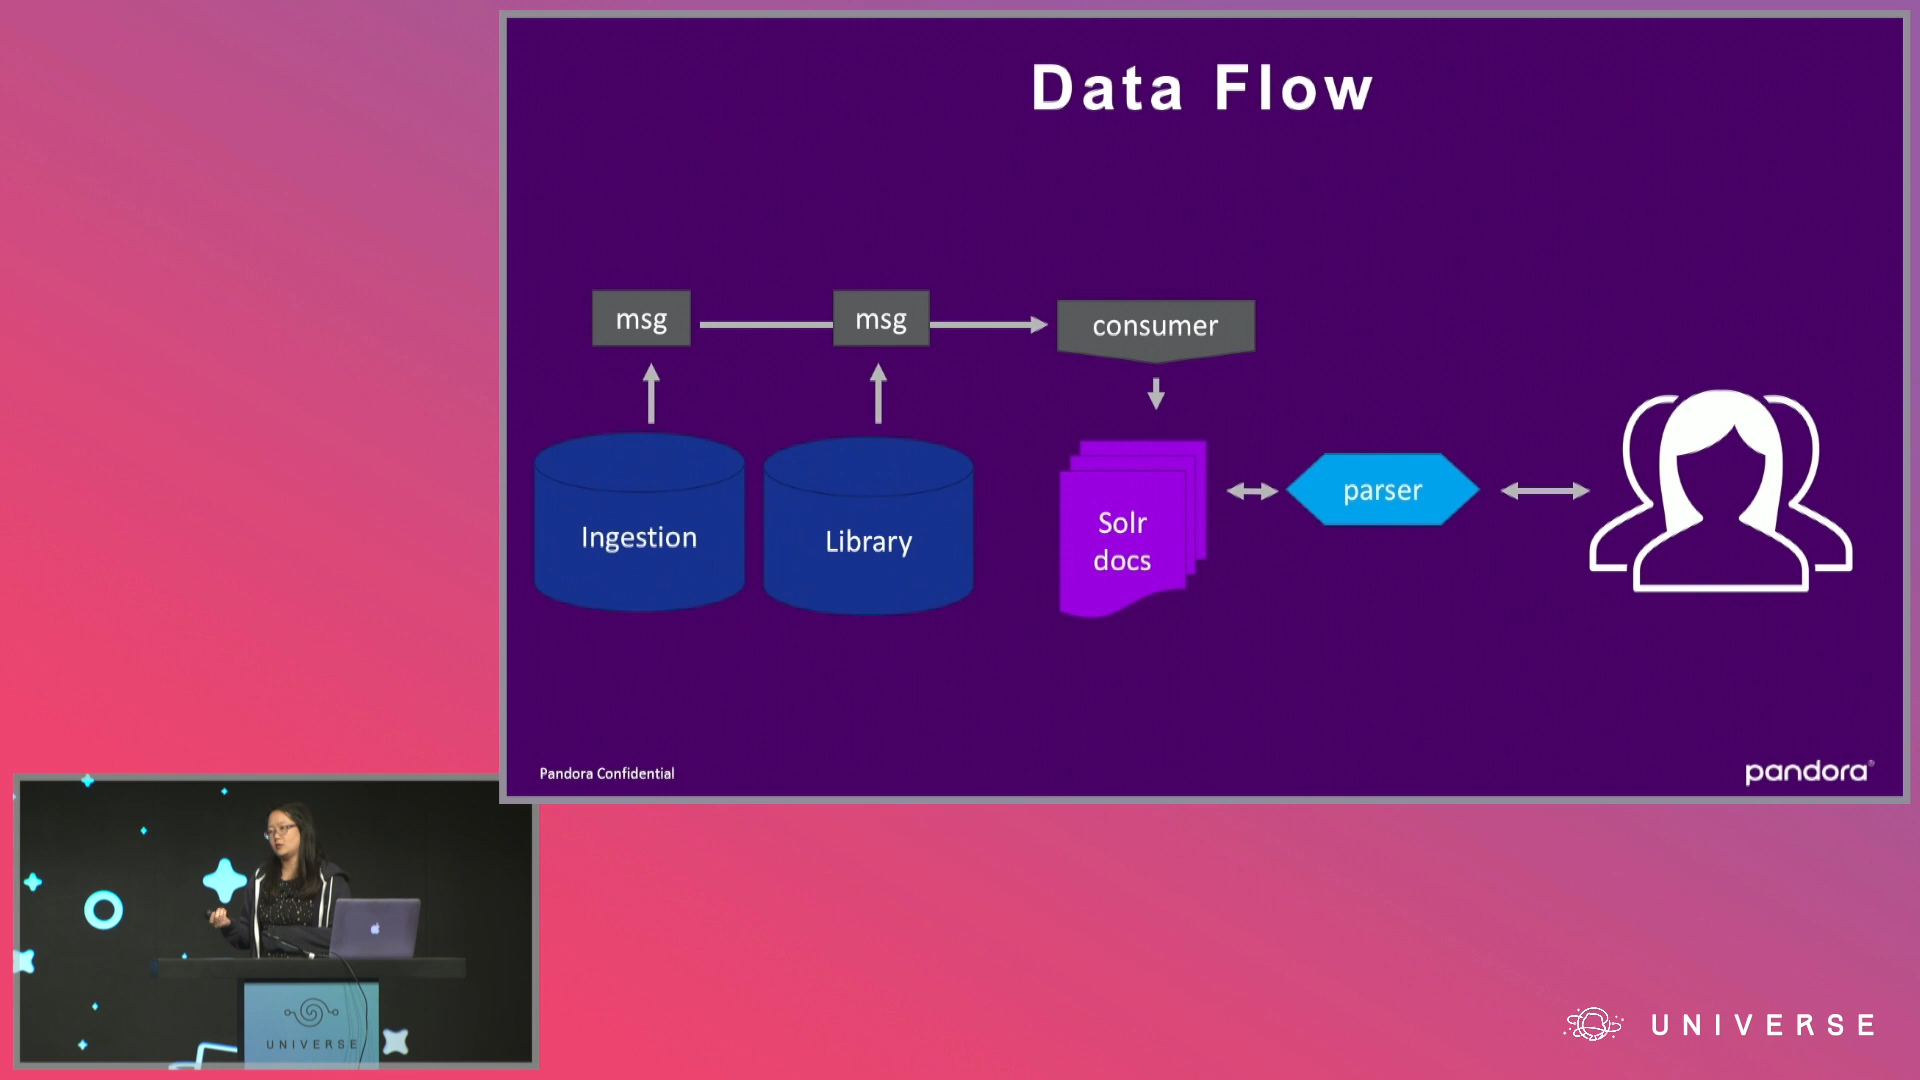 Data Flow
msg
msg
consumer
Ingestion
Library
Solr
docs
parser
Pandora Confidential
pandora®
UNIVERSE
UNIVERSE